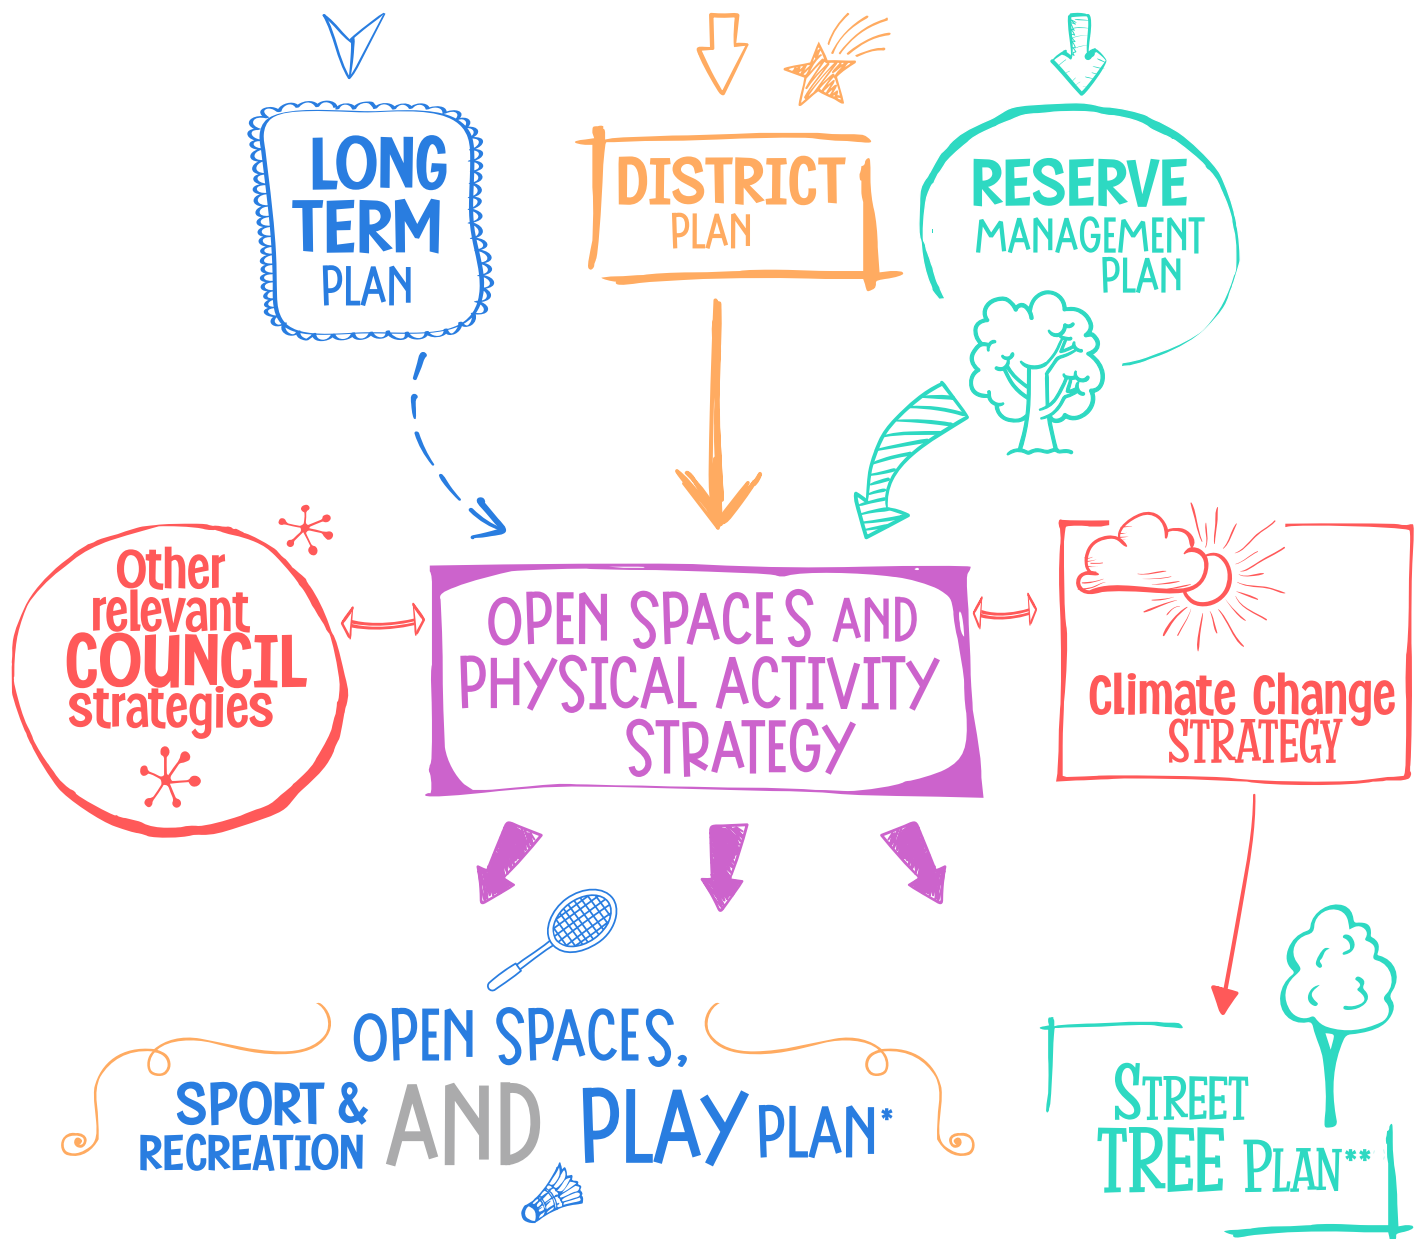 LONG
TERM
PLAN
DISTRICT
PLAN
RESERVE
MANAGEMENT
PLAN
Other
relevant
COUNCIL
strategies
OPEN SPACES AND
PHYSICAL ACTIVITY
STRATEGY
Climate Change
STRATEGY
OPEN SPACES,
SPORT &
RECREATION
AND
PLAY PLAN*
STREET
TREE PLAN**